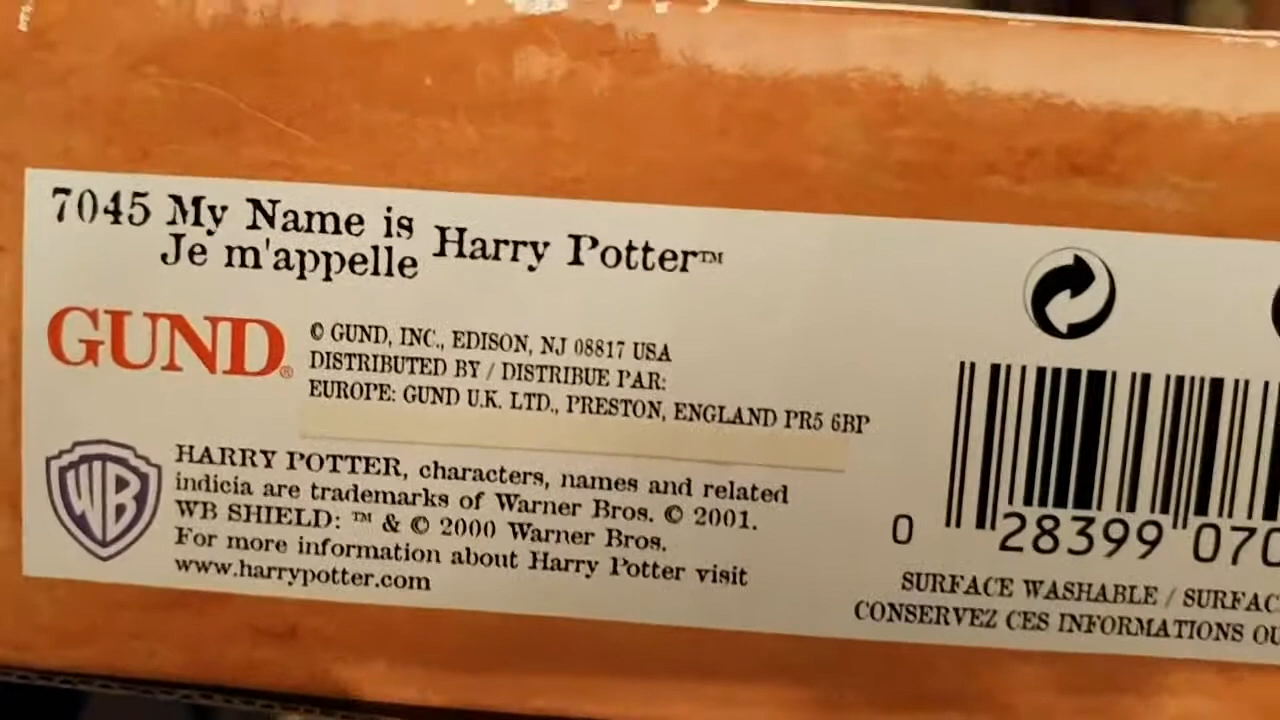 7045 My Name is Harry Potter™
Je m'appelle
GUND®
© GUND, INC., EDISON, NJ 08817 USA
DISTRIBUTED BY / DISTRIBUE PAR:
EUROPE: GUND U.K. LTD., PRESTON, ENGLAND PR5 6BP
WB
HARRY POTTER, characters, names and related
indicia are trademarks of Warner Bros. © 2001.
WB SHIELD: ™ & © 2000 Warner Bros.
For more information about Harry Potter visit
www.harrypotter.com
0 28399 070
SURFACE WASHABLE / SURFAC
CONSERVEZ CES INFORMATIONS OU